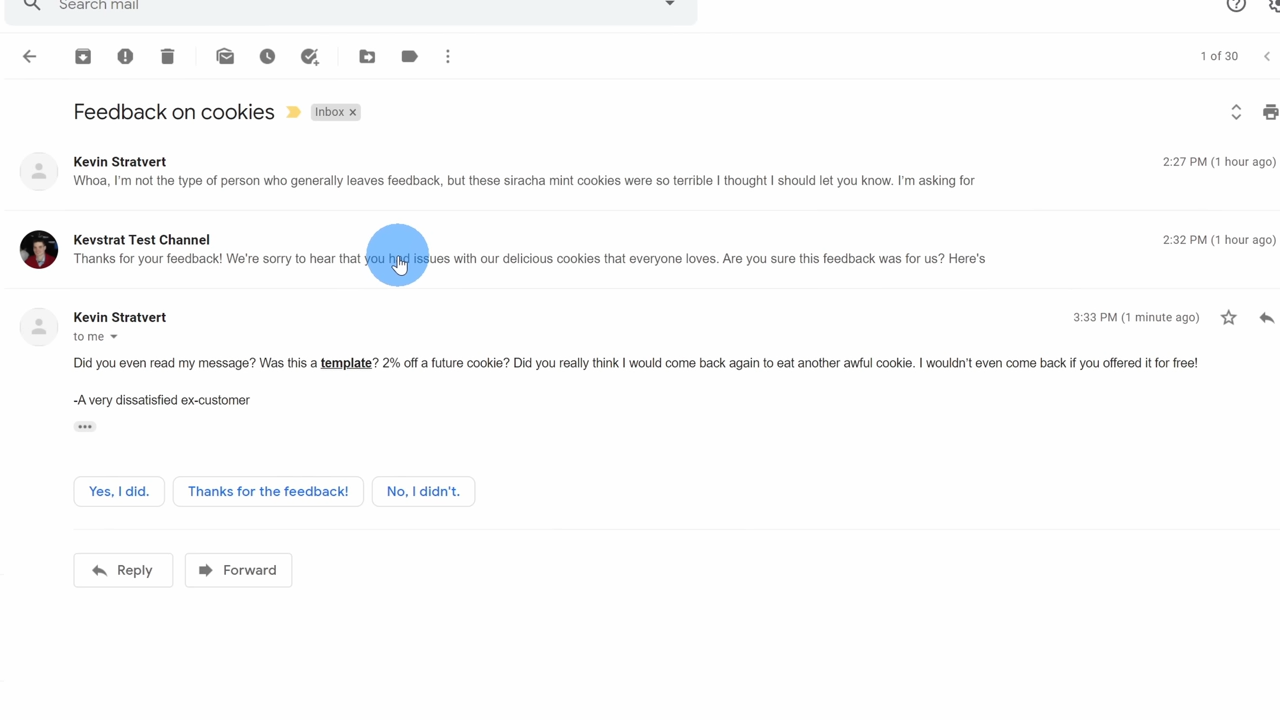 Search mail
1 of 30
Feedback on cookies Inbox ×
Kevin Stratvert 2:27 PM (1 hour ago)
Whoa, I'm not the type of person who generally leaves feedback, but these siracha mint cookies were so terrible I thought I should let you know. I'm asking for
Kevstrat Test Channel 2:32 PM (1 hour ago)
Thanks for your feedback! We're sorry to hear that you had issues with our delicious cookies that everyone loves. Are you sure this feedback was for us? Here's
Kevin Stratvert 3:33 PM (1 minute ago)
to me
Did you even read my message? Was this a template? 2% off a future cookie? Did you really think I would come back again to eat another awful cookie. I wouldn't even come back if you offered it for free!
-A very dissatisfied ex-customer
Yes, I did. Thanks for the feedback! No, I didn't.
Reply Forward